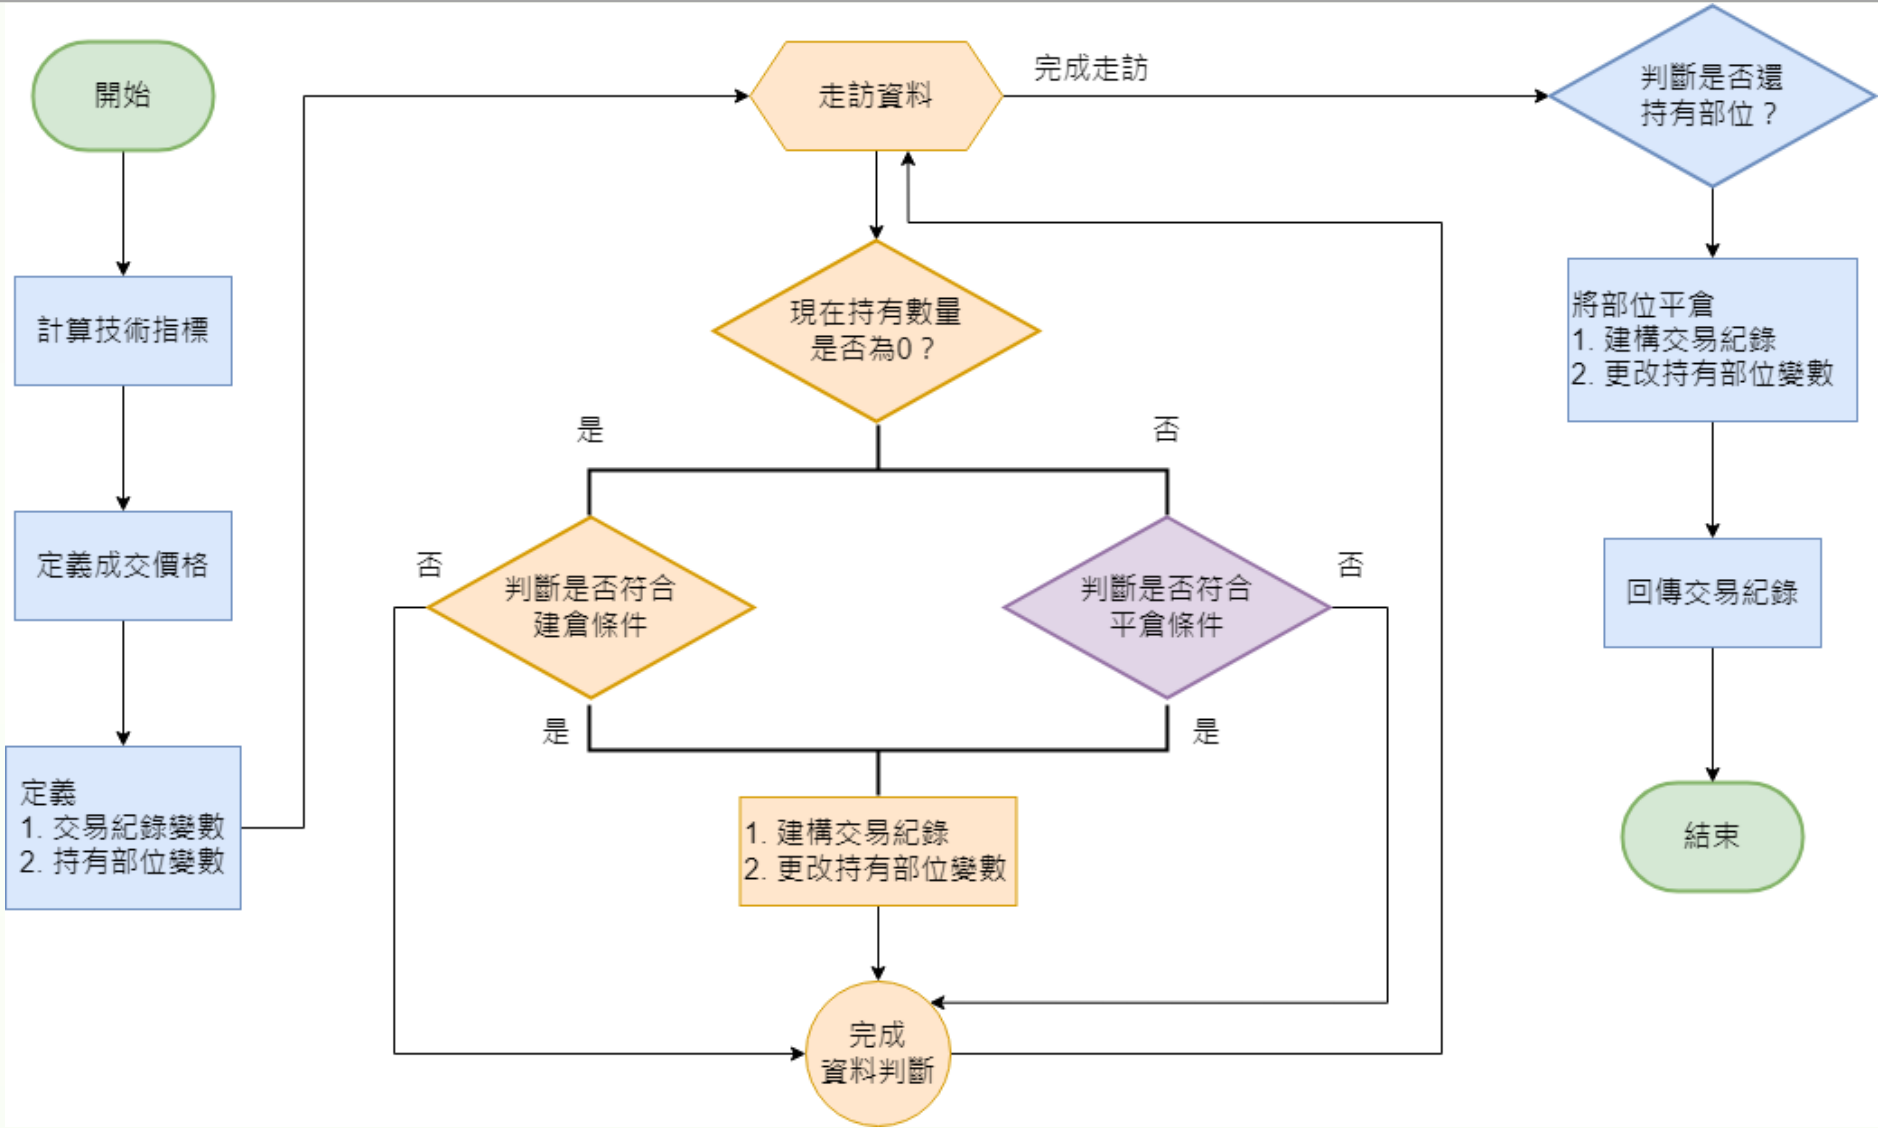 開始
計算技術指標
定義成交價格
定義
1. 交易紀錄變數
2. 持有部位變數
走訪資料
完成走訪
現在持有數量
是否為0？
是
否
否
判斷是否符合
建倉條件
是
判斷是否符合
平倉條件
否
是
1. 建構交易紀錄
2. 更改持有部位變數
完成
資料判斷
判斷是否還
持有部位？
將部位平倉
1. 建構交易紀錄
2. 更改持有部位變數
回傳交易紀錄
結束